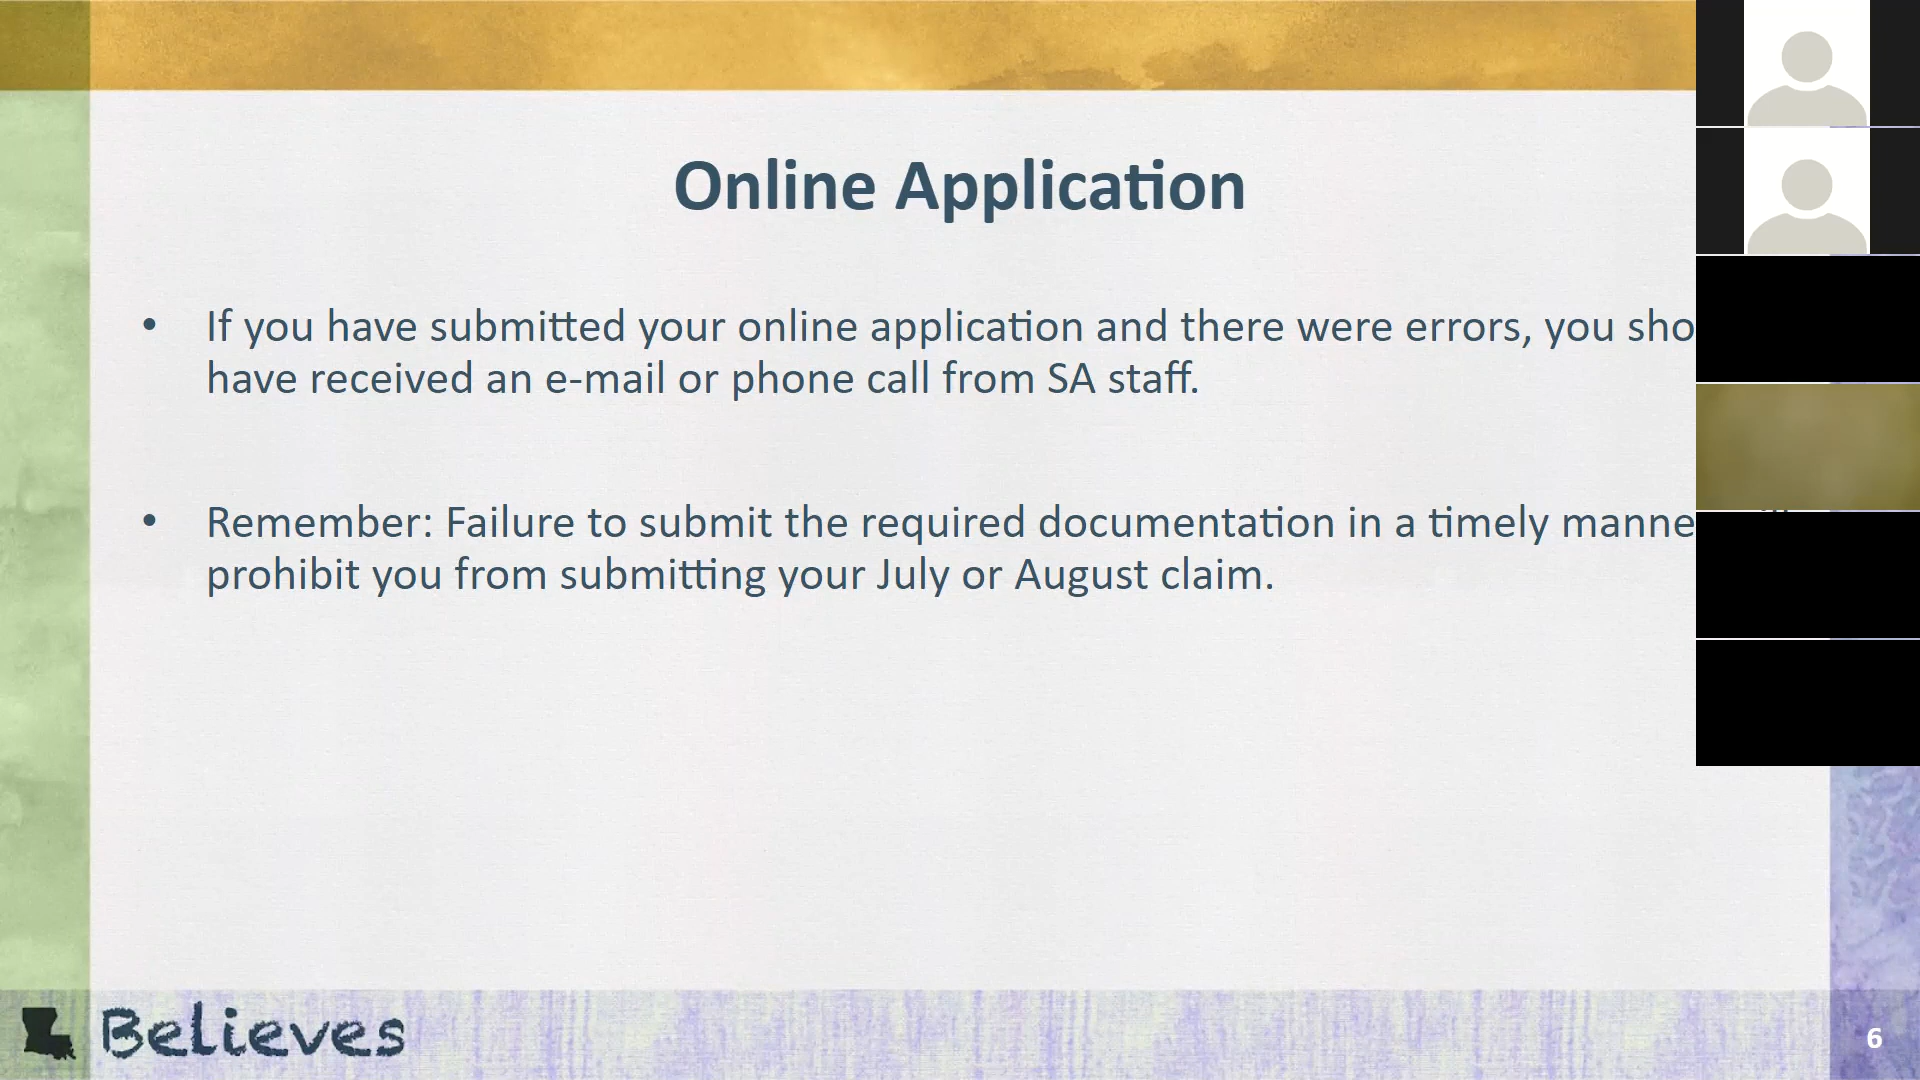 Online Application
• If you have submitted your online application and there were errors, you sho
have received an e-mail or phone call from SA staff.
• Remember: Failure to submit the required documentation in a timely manne
prohibit you from submitting your July or August claim.
Believes
6